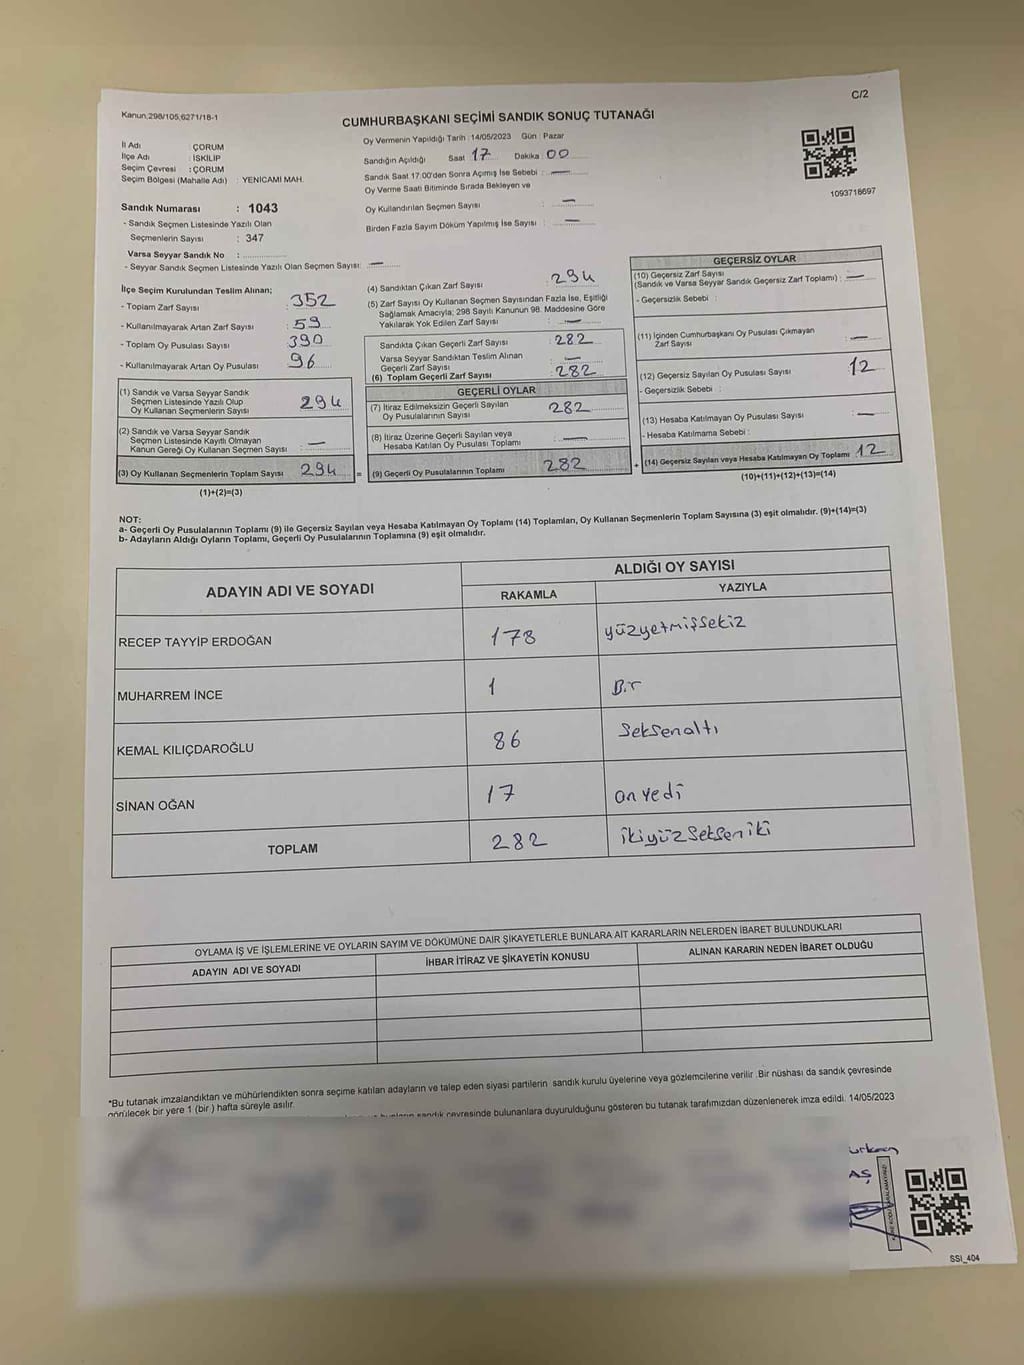 C/2
Kanun.298/105,6271/18-1
CUMHURBAŞKANI SEÇİMİ SANDIK SONUÇ TUTANAĞI
İl Adı : ÇORUM
İlçe Adı : İSKİLİP
Seçim Çevresi : ÇORUM
Seçim Bölgesi (Mahalle Adı) : YENICAMI MAH.
Sandık Numarası : 1043
- Sandık Seçmen Listesinde Yazılı Olan
Seçmenlerin Sayısı : 347
Varsa Seyyar Sandık No :
- Seyyar Sandık Seçmen Listesinde Yazılı Olan Seçmen Sayısı: —
Oy Vermenin Yapıldığı Tarih : 14/05/2023 Gün : Pazar
Sandığın Açıldığı Saat 17 Dakika : 00
Sandık Saat 17:00'den Sonra Açımış İse Sebebi : —
Oy Verme Saati Bitiminde Sırada Bekleyen ve
Oy Kullandırılan Seçmen Sayısı : —
Birden Fazla Sayım Döküm Yapılmış İse Sayısı : —
1093718697
İlçe Seçim Kurulundan Teslim Alınan;
- Toplam Zarf Sayısı : 352
- Kullanılmayarak Artan Zarf Sayısı : 59
- Toplam Oy Pusulası Sayısı : 390
- Kullanılmayarak Artan Oy Pusulası : 96
(1) Sandık ve Varsa Seyyar Sandık
Seçmen Listesinde Yazılı Olup
Oy Kullanan Seçmenlerin Sayısı 294
(2) Sandık ve Varsa Seyyar Sandık
Seçmen Listesinde Kayıtlı Olmayan
Kanun Gereği Oy Kullanan Seçmen Sayısı —
(3) Oy Kullanan Seçmenlerin Toplam Sayısı 294
(1)+(2)=(3)
(4) Sandıktan Çıkan Zarf Sayısı : 294
(5) Zarf Sayısı Oy Kullanan Seçmen Sayısından Fazla İse, Eşitliği
Sağlamak Amacıyla; 298 Sayılı Kanunun 98. Maddesine Göre
Yakılarak Yok Edilen Zarf Sayısı : —
Sandıkta Çıkan Geçerli Zarf Sayısı : 282
Varsa Seyyar Sandıktan Teslim Alınan
Geçerli Zarf Sayısı : —
(6) Toplam Geçerli Zarf Sayısı : 282
GEÇERLİ OYLAR
(7) İtiraz Edilmeksizin Geçerli Sayılan
Oy Pusulalarının Sayısı 282
(8) İtiraz Üzerine Geçerli Sayılan veya
Hesaba Katılan Oy Pusulası Toplamı —
= (9) Geçerli Oy Pusulalarının Toplamı 282 +
GEÇERSİZ OYLAR
(10) Geçersiz Zarf Sayısı
(Sandık ve Varsa Seyyar Sandık Geçersiz Zarf Toplamı) : —
- Geçersizlik Sebebi :
(11) İçinden Cumhurbaşkanı Oy Pusulası Çıkmayan
Zarf Sayısı : —
(12) Geçersiz Sayılan Oy Pusulası Sayısı 12
- Geçersizlik Sebebi :
(13) Hesaba Katılmayan Oy Pusulası Sayısı : —
- Hesaba Katılmama Sebebi :
(14) Geçersiz Sayılan veya Hesaba Katılmayan Oy Toplamı 12
(10)+(11)+(12)+(13)=(14)
NOT:
a- Geçerli Oy Pusulalarının Toplamı (9) ile Geçersiz Sayılan veya Hesaba Katılmayan Oy Toplamı (14) Toplamları, Oy Kullanan Seçmenlerin Toplam Sayısına (3) eşit olmalıdır. (9)+(14)=(3)
b- Adayların Aldığı Oyların Toplamı, Geçerli Oy Pusulalarının Toplamına (9) eşit olmalıdır.
ADAYIN ADI VE SOYADI ALDIĞI OY SAYISI
RAKAMLA YAZIYLA
RECEP TAYYİP ERDOĞAN 178 yüzyetmişsekiz
MUHARREM İNCE 1 Bir
KEMAL KILIÇDAROĞLU 86 Seksenaltı
SİNAN OĞAN 17 onyedi
TOPLAM 282 ikiyüzsekseniki
OYLAMA İŞ VE İŞLEMLERİNE VE OYLARIN SAYIM VE DÖKÜMÜNE DAİR ŞİKAYETLERLE BUNLARA AİT KARARLARIN NELERDEN İBARET BULUNDUKLARI
ADAYIN ADI VE SOYADI İHBAR İTİRAZ VE ŞİKAYETİN KONUSU ALINAN KARARIN NEDEN İBARET OLDUĞU
*Bu tutanak imzalandıktan ve mühürlendikten sonra seçime katılan adayların ve talep eden siyasi partilerin sandık kurulu üyelerine veya gözlemcilerine verilir .Bir nüshası da sandık çevresinde
görülecek bir yere 1 (bir ) hafta süreyle asılır.
sandık çevresinde bulunanlara duyurulduğunu gösteren bu tutanak tarafımızdan düzenlenerek imza edildi. 14/05/2023
AŞ
SSI_404